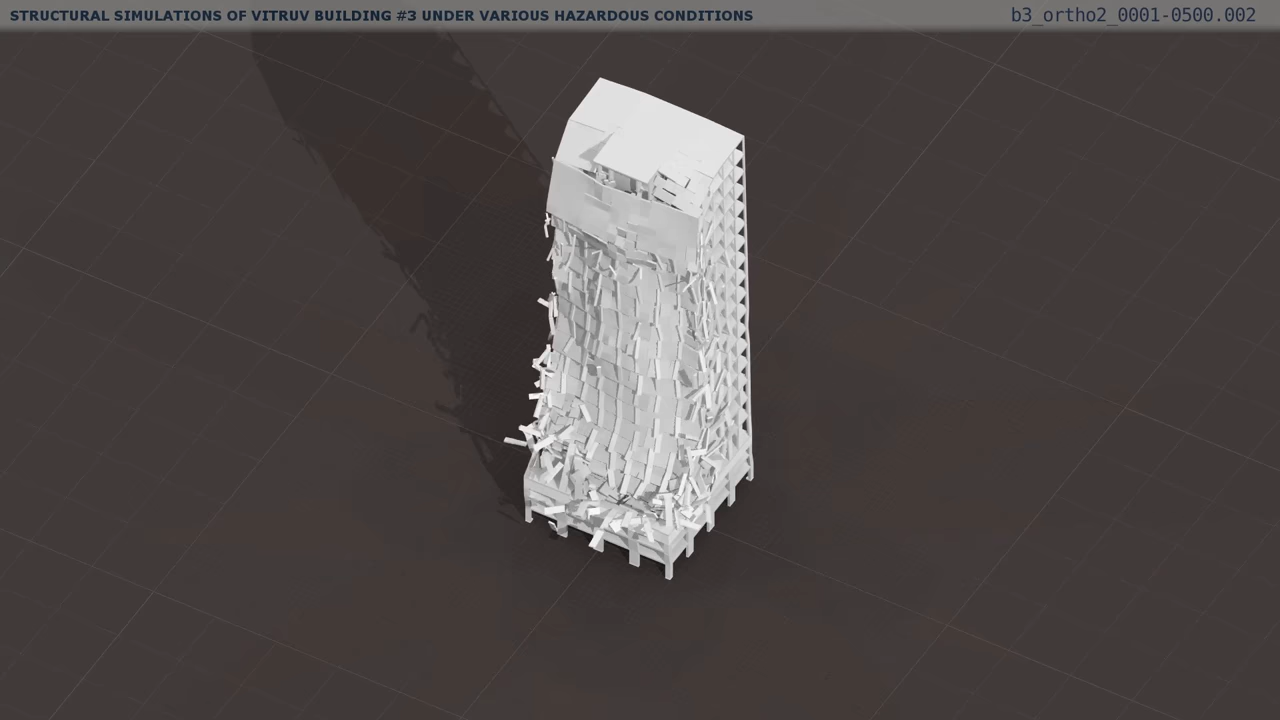 STRUCTURAL SIMULATIONS OF VITRUV BUILDING #3 UNDER VARIOUS HAZARDOUS CONDITIONS
b3_ortho2_0001-0500.002